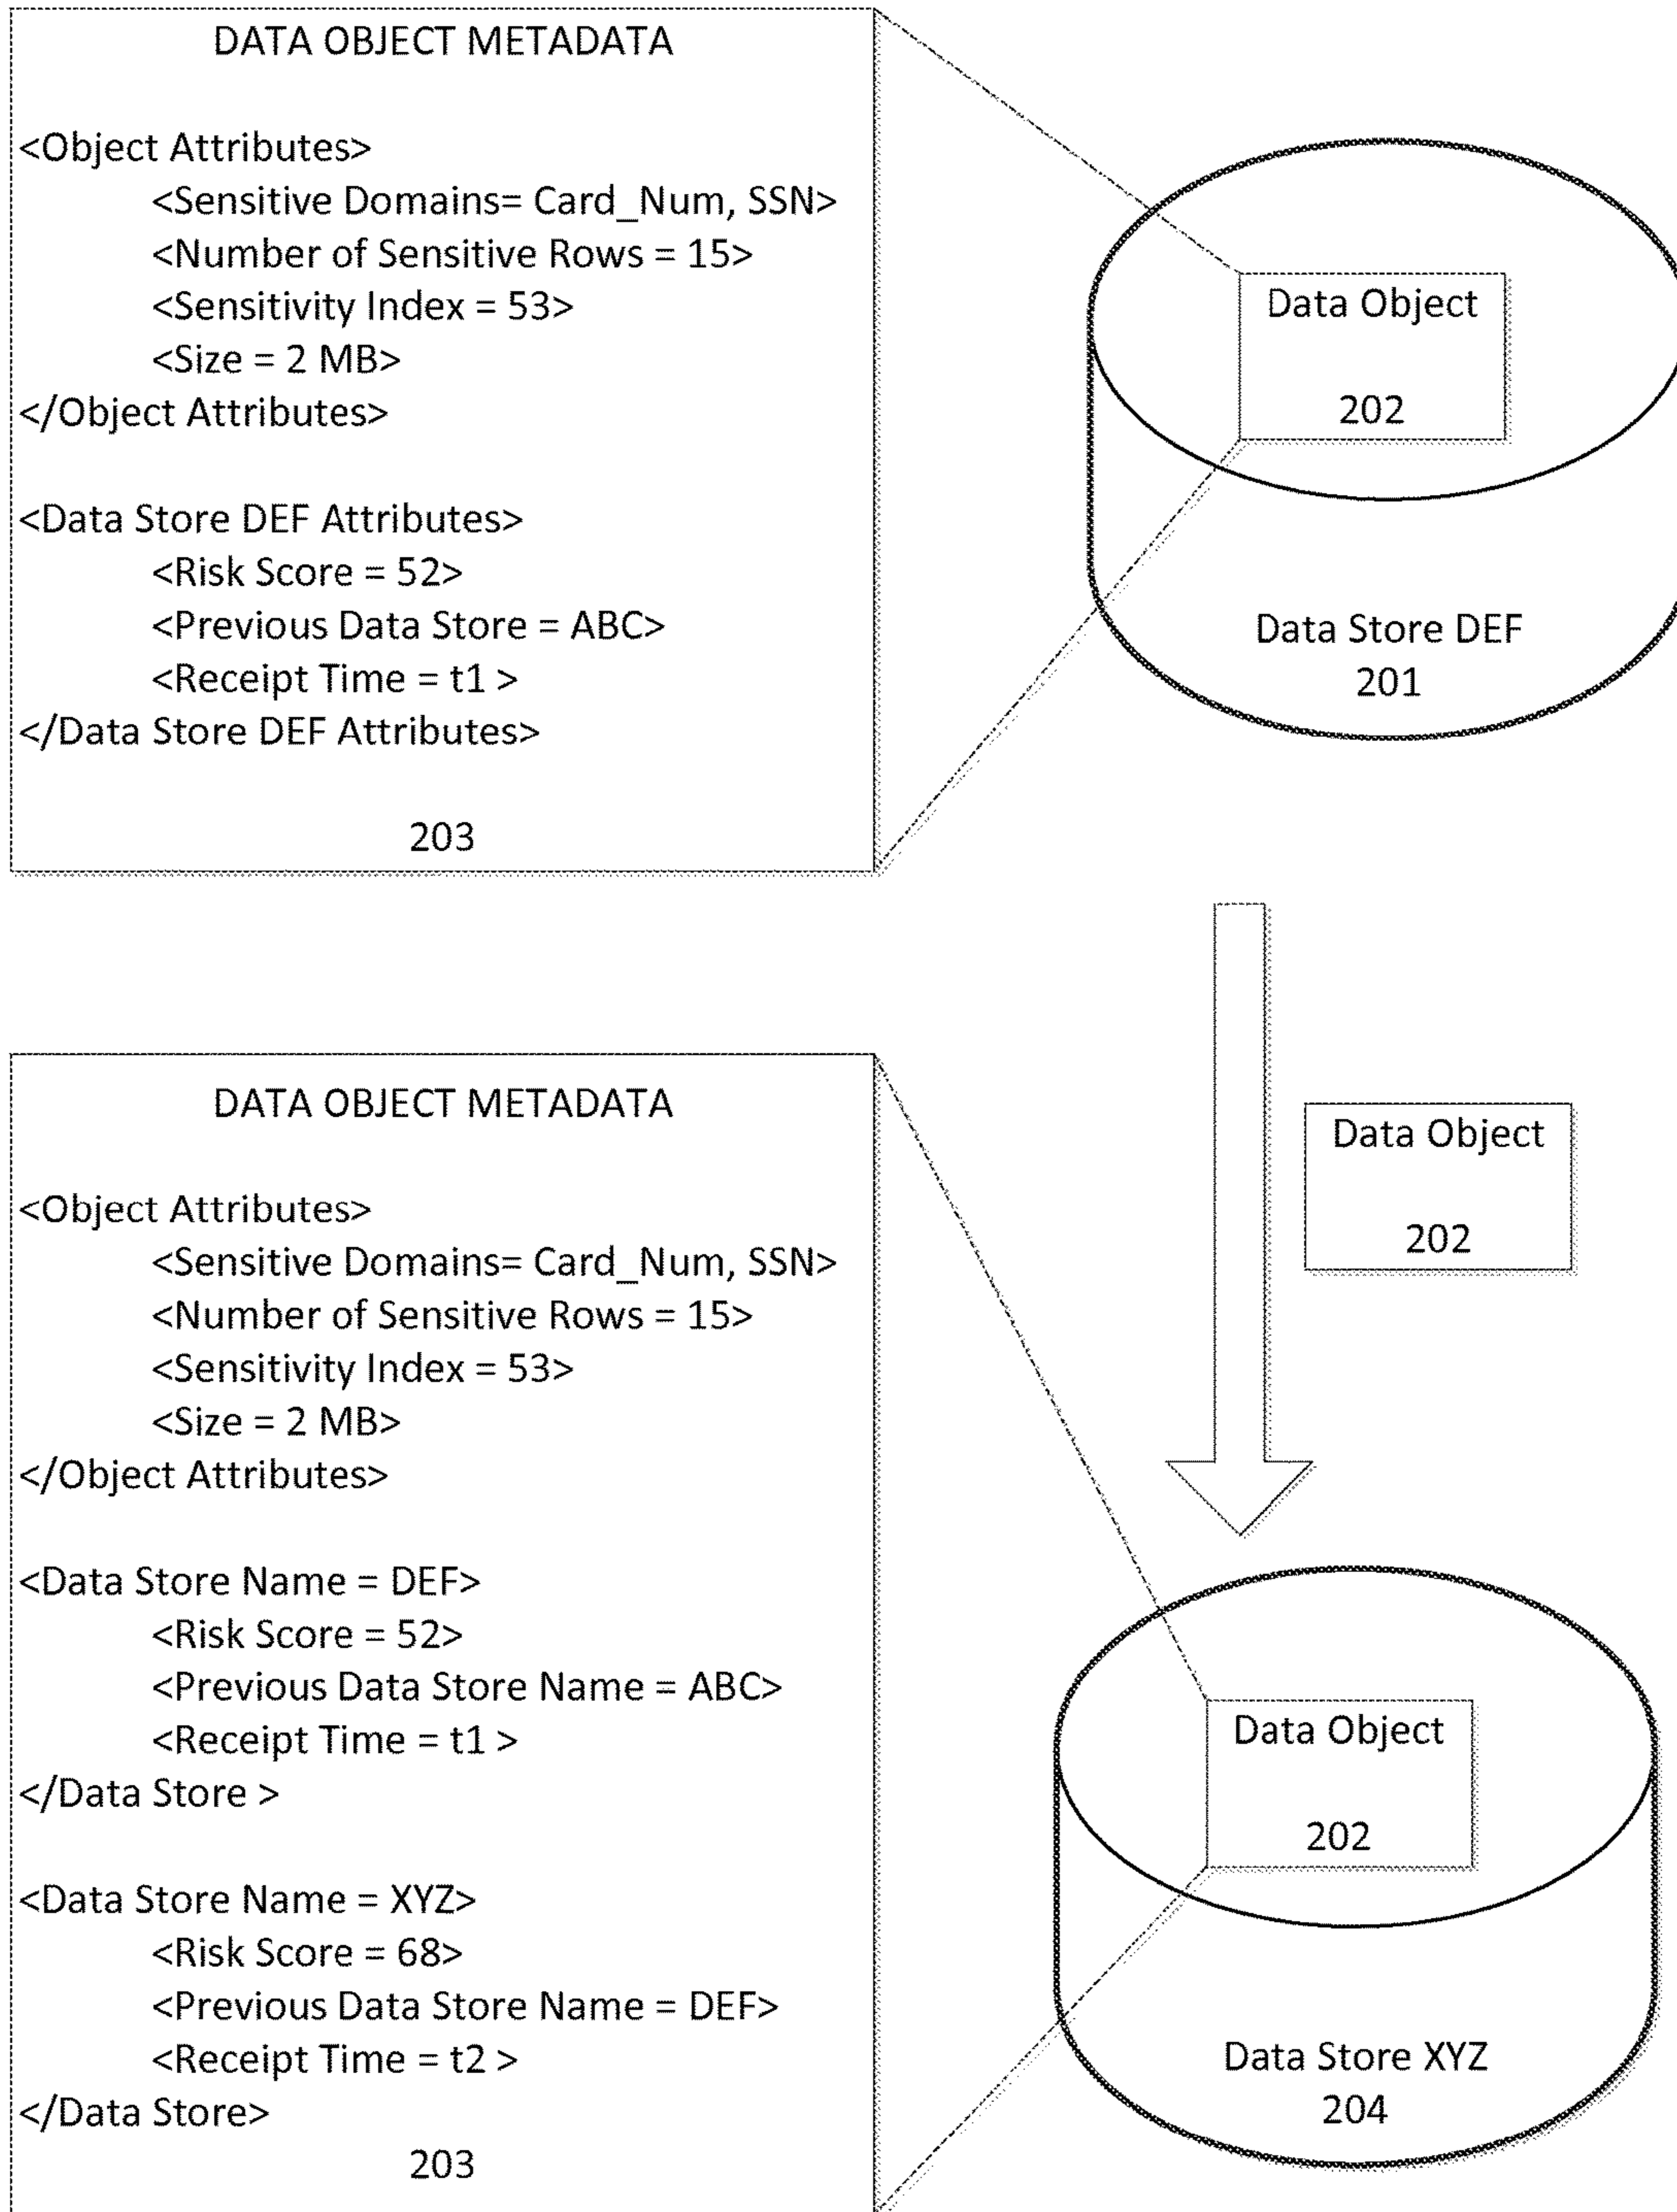 DATA OBJECT METADATA
<Object Attributes>
<Sensitive Domains= Card_Num, SSN>
<Number of Sensitive Rows = 15>
<Sensitivity Index = 53>
<Size = 2 MB>
</Object Attributes>
<Data Store DEF Attributes>
<Risk Score = 52>
<Previous Data Store = ABC>
<Receipt Time = t1 >
</Data Store DEF Attributes>
203
Data Object
202
Data Store DEF
201
Data Object
202
DATA OBJECT METADATA
<Object Attributes>
<Sensitive Domains= Card_Num, SSN>
<Number of Sensitive Rows = 15>
<Sensitivity Index = 53>
<Size = 2 MB>
</Object Attributes>
<Data Store Name = DEF>
<Risk Score = 52>
<Previous Data Store Name = ABC>
<Receipt Time = t1 >
</Data Store >
<Data Store Name = XYZ>
<Risk Score = 68>
<Previous Data Store Name = DEF>
<Receipt Time = t2 >
</Data Store>
203
Data Object
202
Data Store XYZ
204